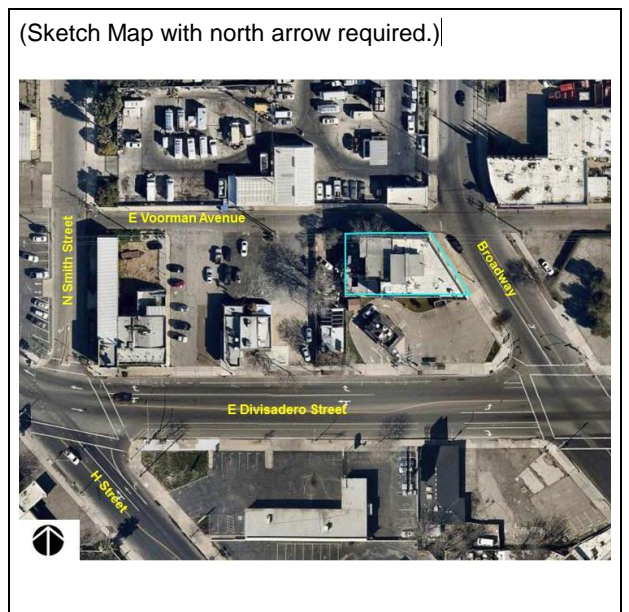 (Sketch Map with north arrow required.)
E Voorman Avenue
N Smith Street
Broadway
E Divisadero Street
H Street